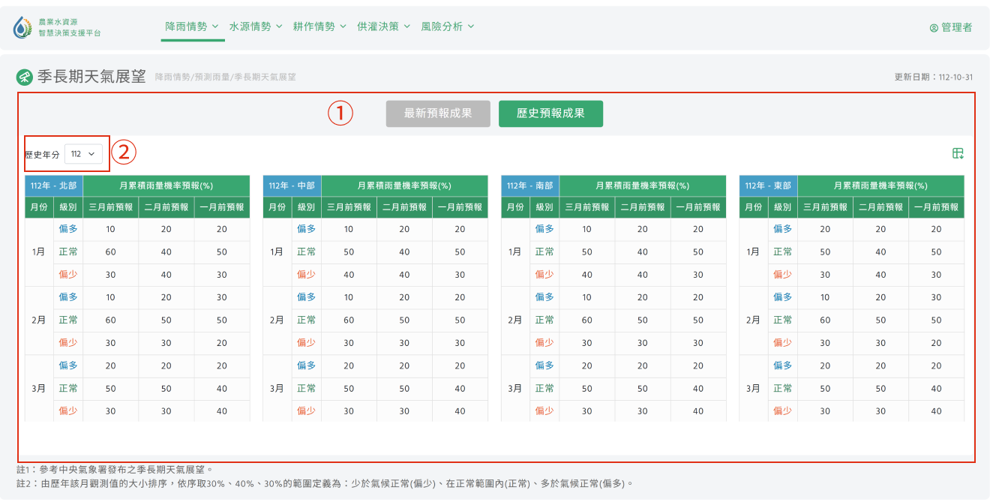 農業水資源
智慧決策支援平台
降雨情勢 水源情勢 耕作情勢 供灌決策 風險分析
管理者
季長期天氣展望 降雨情勢/預測雨量/季長期天氣展望
更新日期：112-10-31
① 最新預報成果 歷史預報成果
歷史年分 112 ②
112年 - 北部 月累積雨量機率預報(%) 112年 - 中部 月累積雨量機率預報(%) 112年 - 南部 月累積雨量機率預報(%) 112年 - 東部 月累積雨量機率預報(%)
月份 級別 三月前預報 二月前預報 一月前預報 月份 級別 三月前預報 二月前預報 一月前預報 月份 級別 三月前預報 二月前預報 一月前預報 月份 級別 三月前預報 二月前預報 一月前預報
偏多 10 20 20 偏多 10 20 20 偏多 10 20 20 偏多 20 20 20
1月 正常 60 40 50 1月 正常 50 40 50 1月 正常 50 40 50 1月 正常 50 40 50
偏少 30 40 30 偏少 40 40 30 偏少 40 40 30 偏少 30 40 30
偏多 10 20 30 偏多 10 20 20 偏多 10 20 20 偏多 10 20 30
2月 正常 60 50 50 2月 正常 60 50 50 2月 正常 60 50 50 2月 正常 60 50 50
偏少 30 30 20 偏少 30 30 30 偏少 30 30 30 偏少 30 30 20
偏多 20 20 20 偏多 20 20 20 偏多 20 20 20 偏多 20 20 20
3月 正常 50 50 40 3月 正常 50 50 40 3月 正常 50 50 40 3月 正常 50 50 40
偏少 30 30 40 偏少 30 30 40 偏少 30 30 40 偏少 30 30 40
註1：參考中央氣象署發布之季長期天氣展望。
註2：由歷年該月觀測值的大小排序，依序取30%、40%、30%的範圍定義為：少於氣候正常(偏少)、在正常範圍內(正常)、多於氣候正常(偏多)。